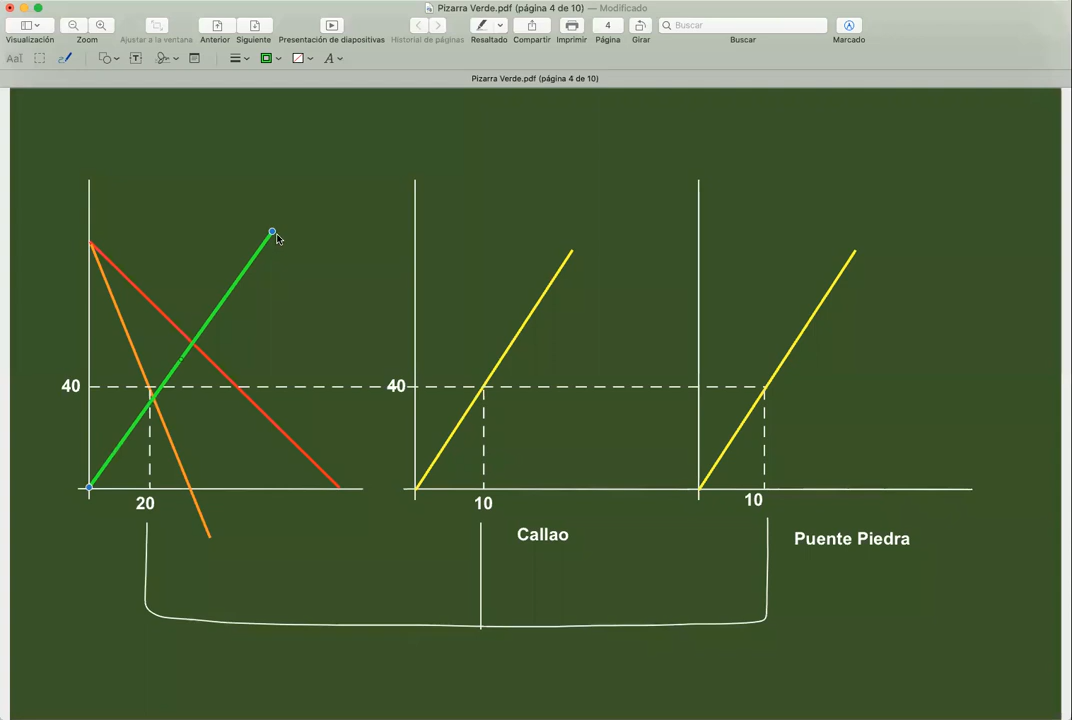 Pizarra Verde.pdf (página 4 de 10) — Modificado
4
Buscar
Visualización
Zoom
Ajustar a la ventana
Anterior
Siguiente
Presentación de diapositivas
Historial de páginas
Resaltado
Compartir
Imprimir
Página
Girar
Buscar
Marcado
AaI
T
A
Pizarra Verde.pdf (página 4 de 10)
40
40
20
10
10
Callao
Puente Piedra